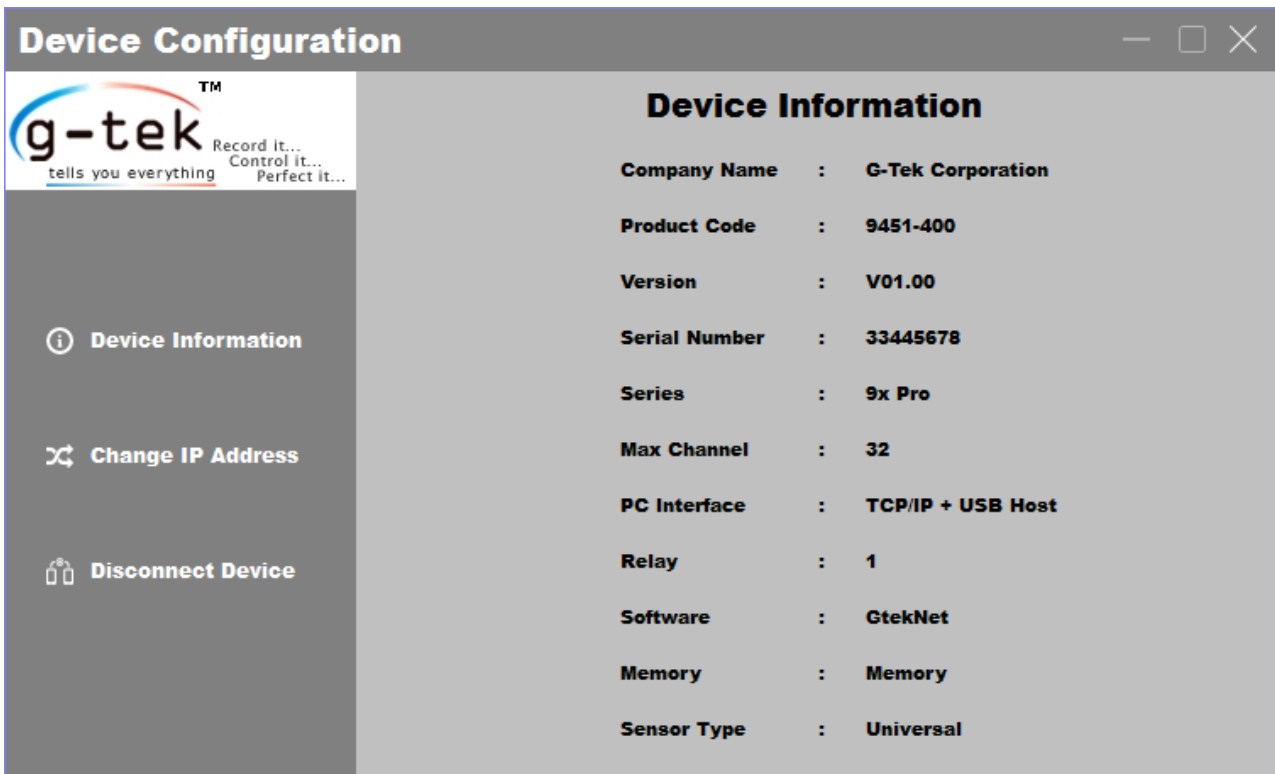 Device Configuration
TM
g-tek
Record it...
Control it...
tells you everything
Perfect it...
Device Information
Change IP Address
Disconnect Device
Device Information
Company Name : G-Tek Corporation
Product Code : 9451-400
Version : V01.00
Serial Number : 33445678
Series : 9x Pro
Max Channel : 32
PC Interface : TCP/IP + USB Host
Relay : 1
Software : GtekNet
Memory : Memory
Sensor Type : Universal